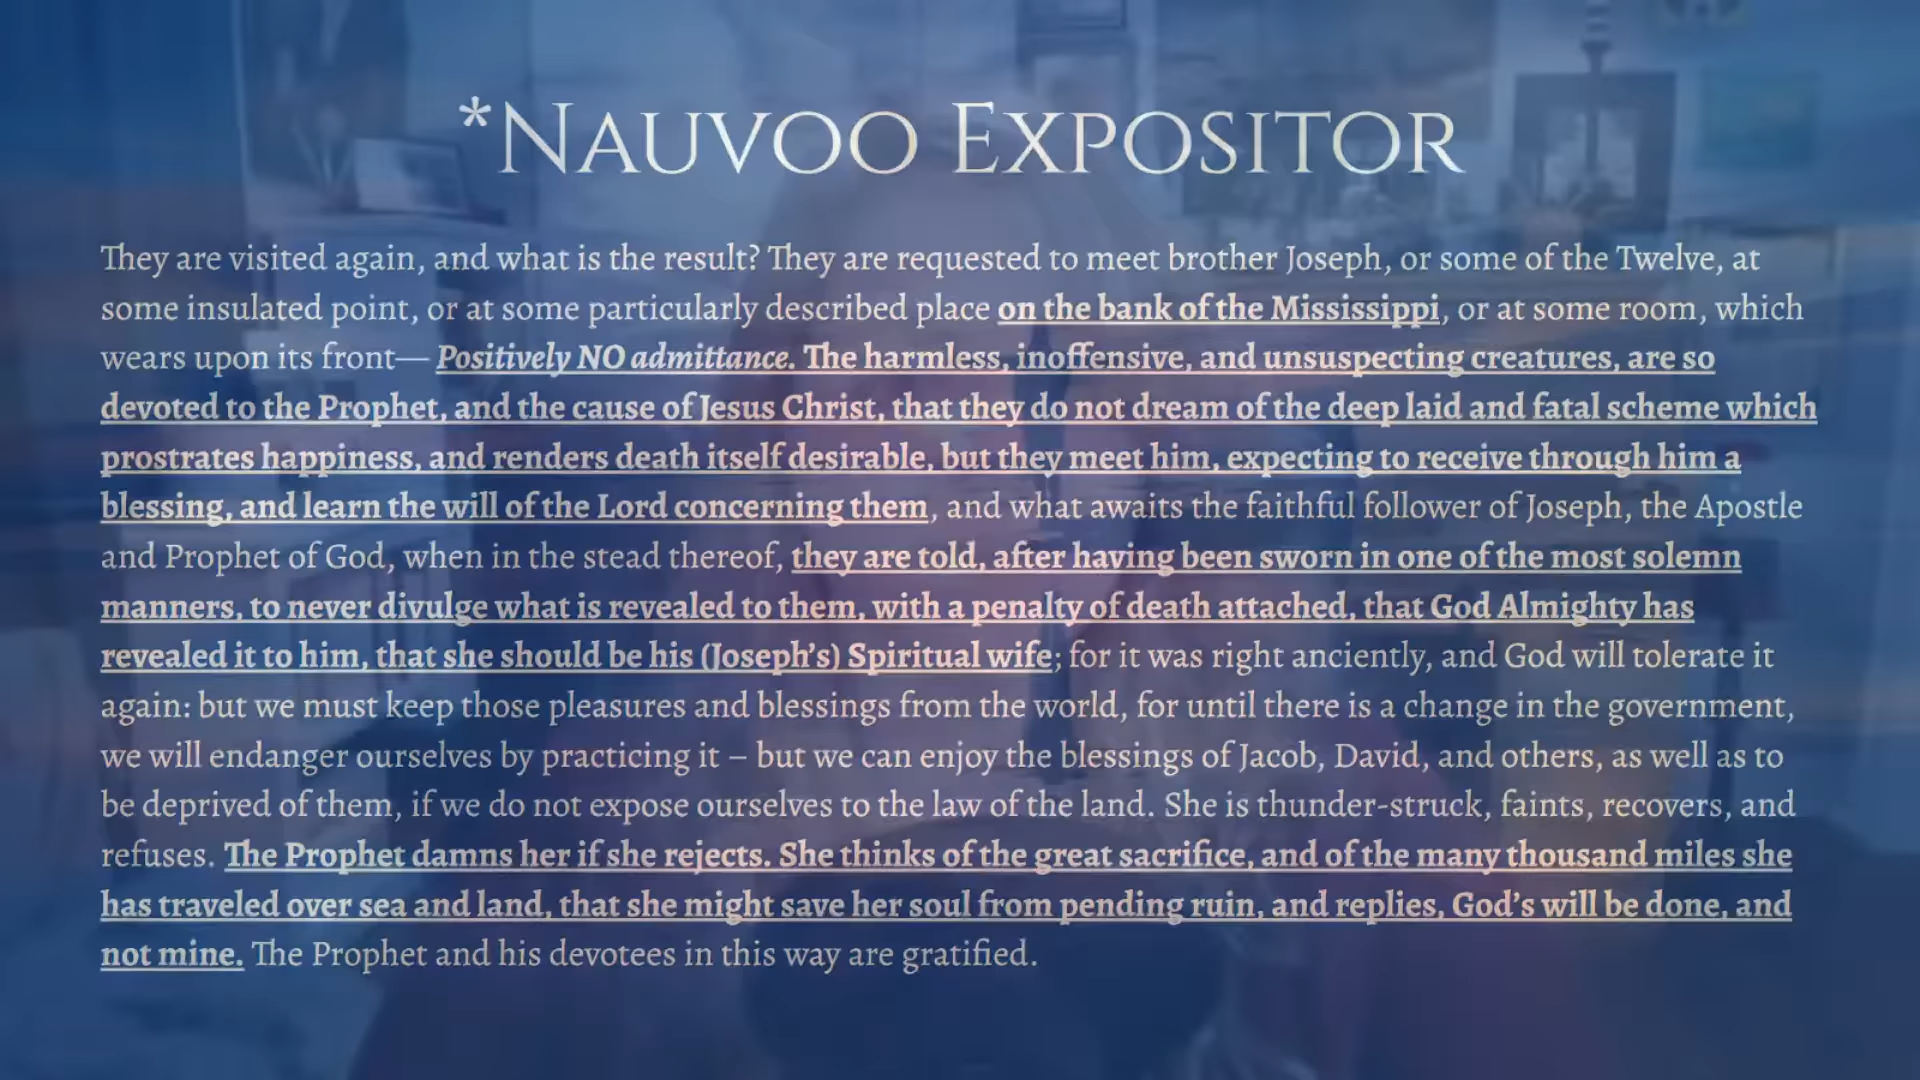 *Nauvoo Expositor
They are visited again, and what is the result? They are requested to meet brother Joseph, or some of the Twelve, at
some insulated point, or at some particularly described place on the bank of the Mississippi, or at some room, which
wears upon its front— Positively NO admittance. The harmless, inoffensive, and unsuspecting creatures, are so
devoted to the Prophet, and the cause of Jesus Christ, that they do not dream of the deep laid and fatal scheme which
prostrates happiness, and renders death itself desirable, but they meet him, expecting to receive through him a
blessing, and learn the will of the Lord concerning them, and what awaits the faithful follower of Joseph, the Apostle
and Prophet of God, when in the stead thereof, they are told, after having been sworn in one of the most solemn
manners, to never divulge what is revealed to them, with a penalty of death attached, that God Almighty has
revealed it to him, that she should be his (Joseph’s) Spiritual wife; for it was right anciently, and God will tolerate it
again: but we must keep those pleasures and blessings from the world, for until there is a change in the government,
we will endanger ourselves by practicing it – but we can enjoy the blessings of Jacob, David, and others, as well as to
be deprived of them, if we do not expose ourselves to the law of the land. She is thunder-struck, faints, recovers, and
refuses. The Prophet damns her if she rejects. She thinks of the great sacrifice, and of the many thousand miles she
has traveled over sea and land, that she might save her soul from pending ruin, and replies, God’s will be done, and
not mine. The Prophet and his devotees in this way are gratified.